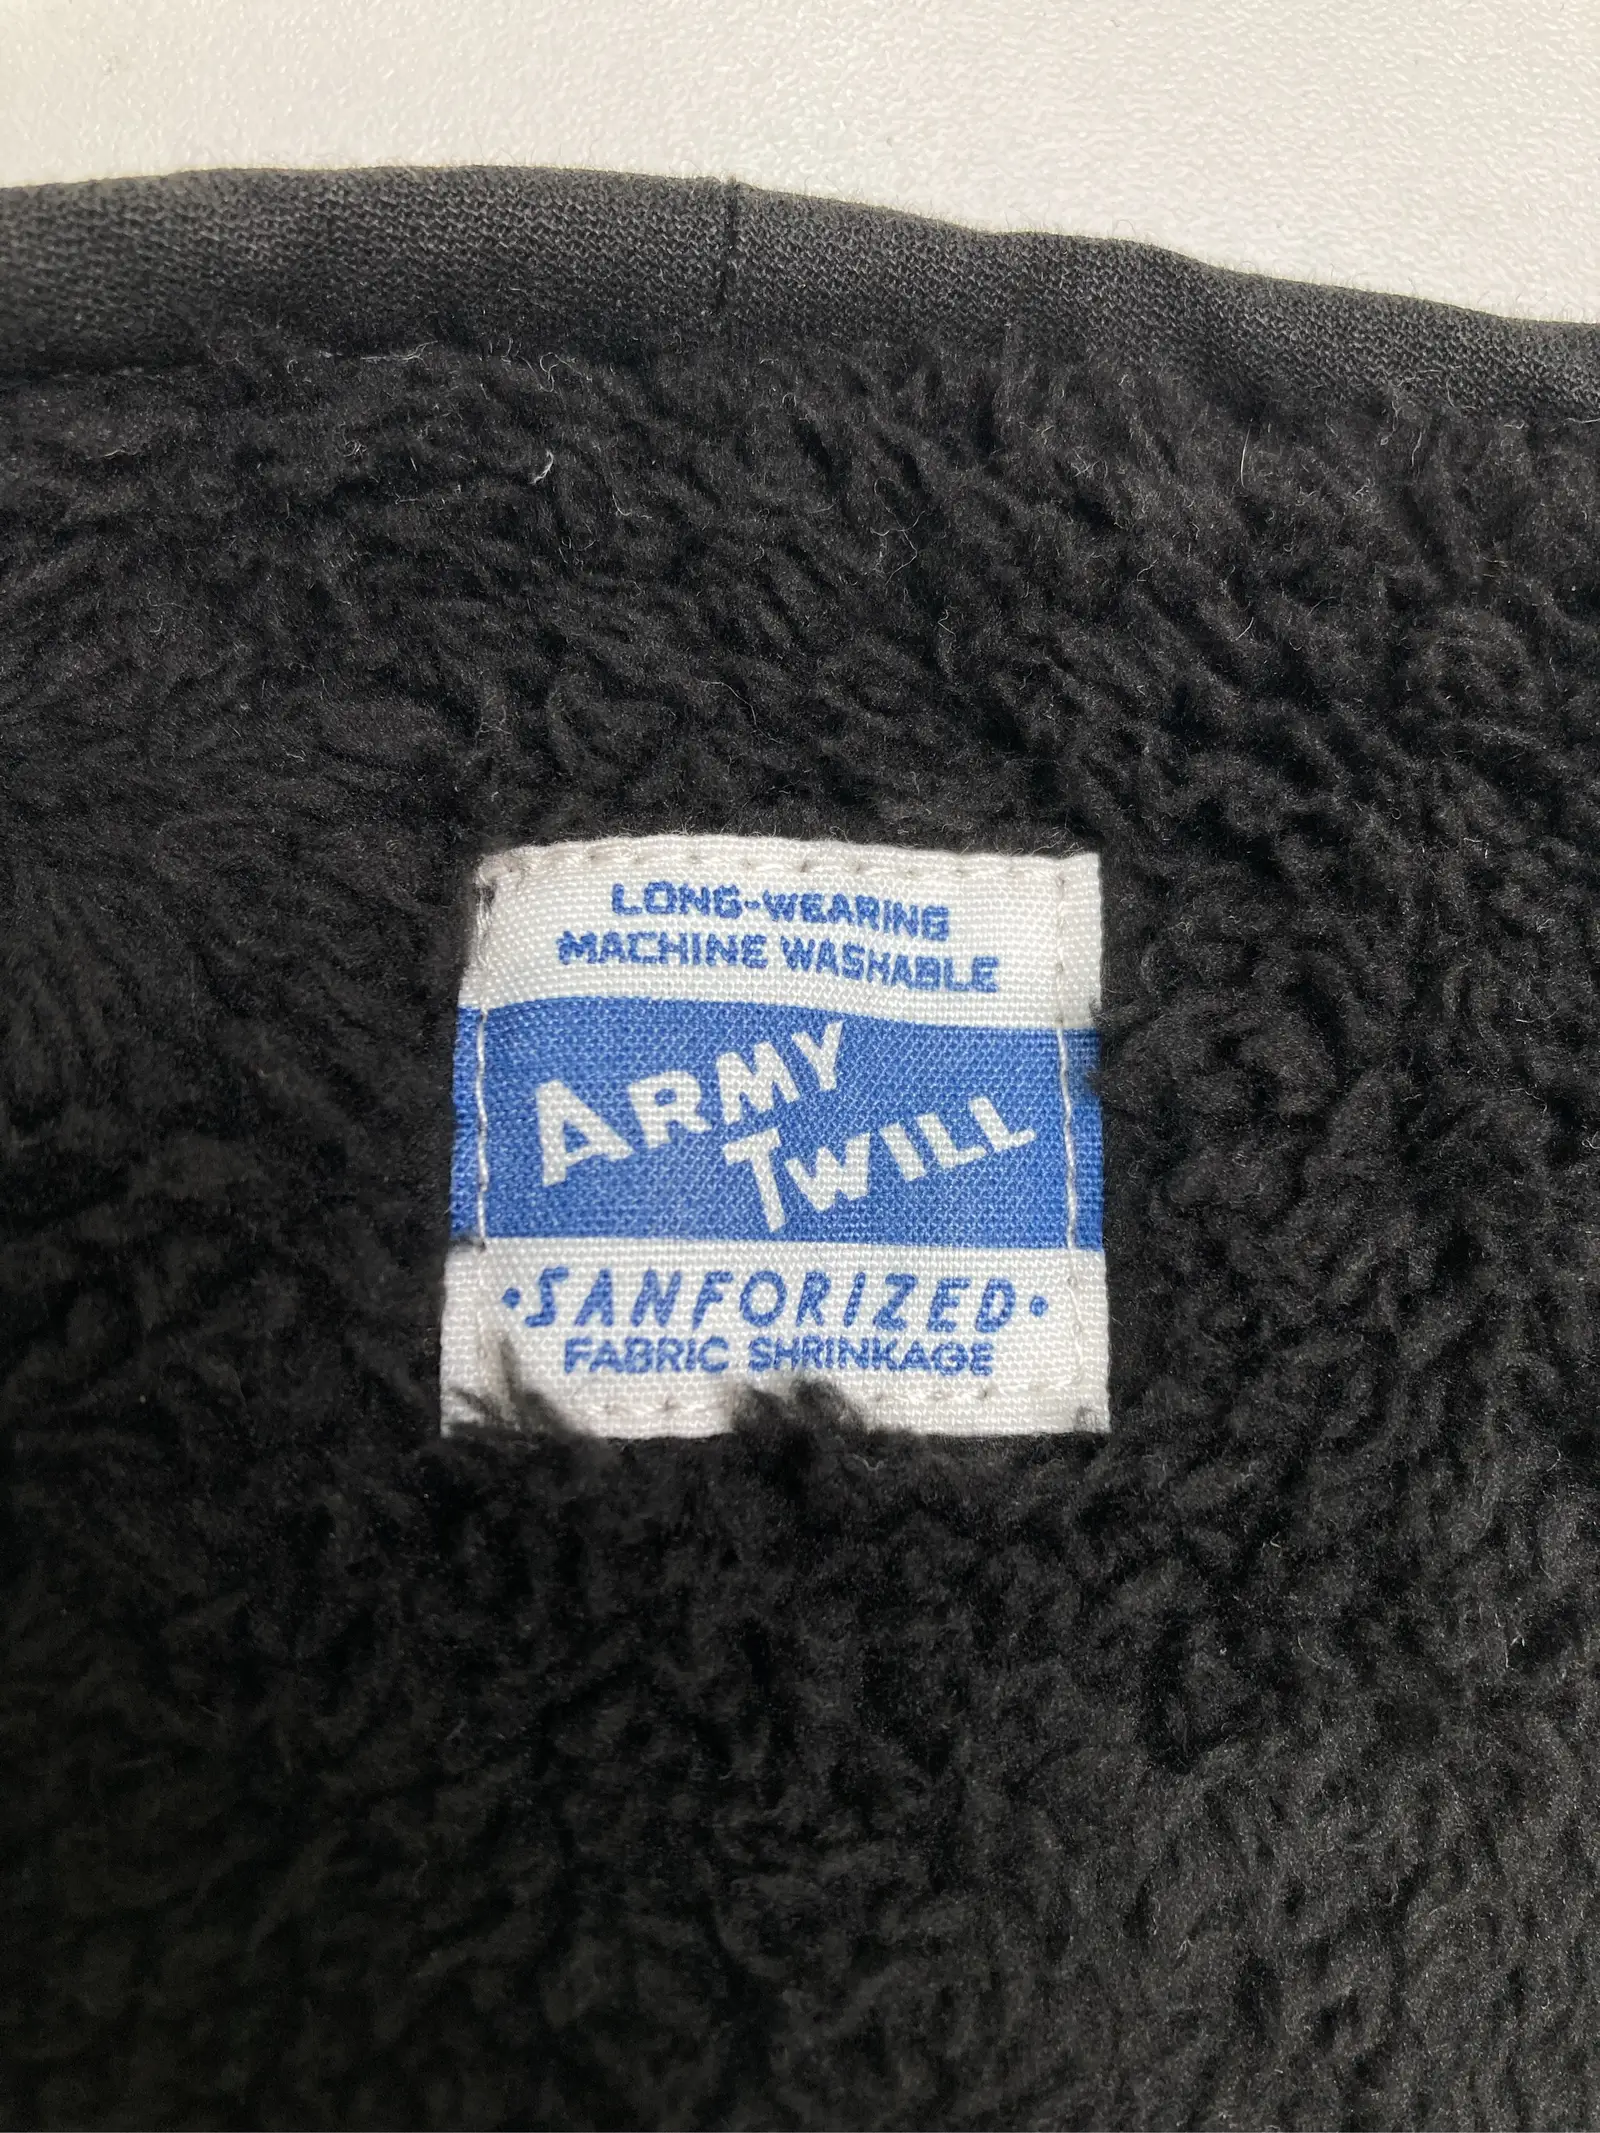 LONG-WEARING
MACHINE WASHABLE
ARMY
TWILL
·SANFORIZED·
FABRIC SHRINKAGE